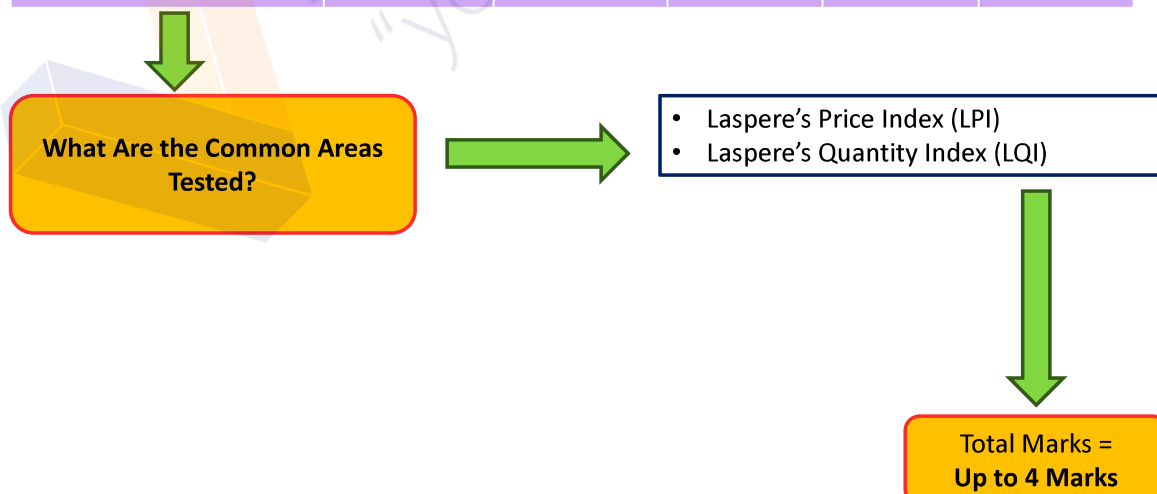 "yo
What Are the Common Areas
Tested?
• Laspere's Price Index (LPI)
• Laspere's Quantity Index (LQI)
Total Marks =
Up to 4 Marks